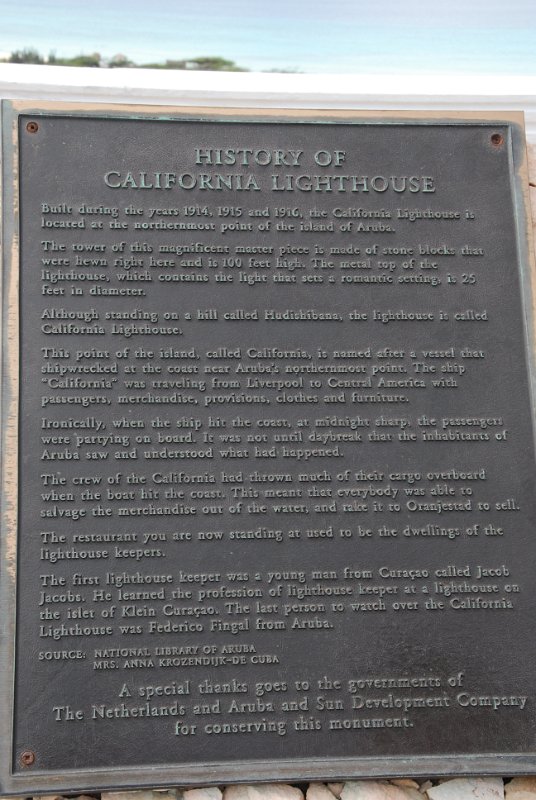 HISTORY OF
CALIFORNIA LIGHTHOUSE
Built during the years 1914, 1915 and 1916, the California Lighthouse is
located at the northernmost point of the island of Aruba.
The tower of this magnificent master piece is made of stone blocks that
were hewn right here and is 100 feet high. The metal top of the
lighthouse, which contains the light that sets a romantic setting, is 25
feet in diameter.
Although standing on a hill called Hudishibana, the lighthouse is called
California Lighthouse.
This point of the island, called California, is named after a vessel that
shipwrecked at the coast near Aruba's northernmost point. The ship
"California" was traveling from Liverpool to Central America with
passengers, merchandise, provisions, clothes and furniture.
Ironically, when the ship hit the coast, at midnight sharp, the passengers
were partying on board. It was not until daybreak that the inhabitants of
Aruba saw and understood what had happened.
The crew of the California had thrown much of their cargo overboard
when the boat hit the coast. This meant that everybody was able to
salvage the merchandise out of the water, and take it to Oranjestad to sell.
The restaurant you are now standing at used to be the dwellings of the
lighthouse keepers.
The first lighthouse keeper was a young man from Curaçao called Jacob
Jacobs. He learned the profession of lighthouse keeper at a lighthouse on
the islet of Klein Curaçao. The last person to watch over the California
Lighthouse was Federico Fingal from Aruba.
SOURCE: NATIONAL LIBRARY OF ARUBA
MRS. ANNA KROZENDIJK-DE CUBA
A special thanks goes to the governments of
The Netherlands and Aruba and Sun Development Company
for conserving this monument.